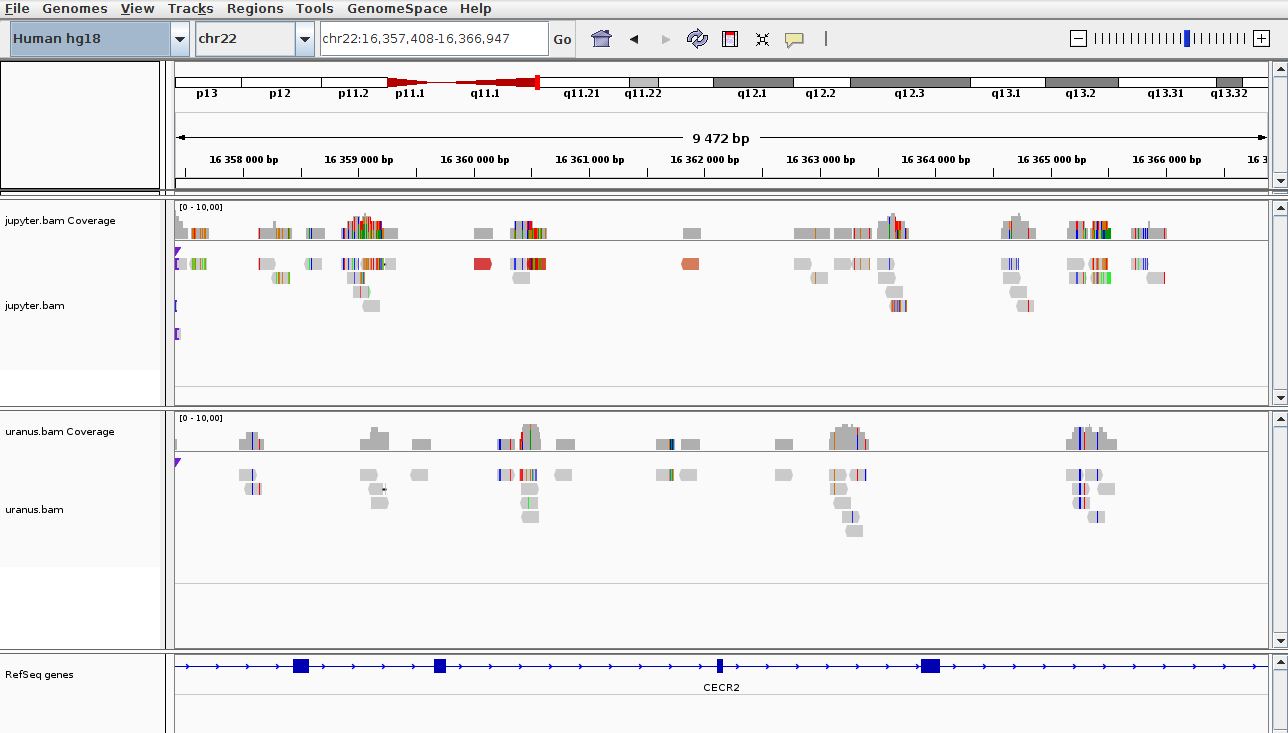 File Genomes View Tracks Regions Tools GenomeSpace Help
Human hg18 chr22 chr22:16,357,408-16,366,947 Go
p13 p12 p11.2 p11.1 q11.1 q11.21 q11.22 q12.1 q12.2 q12.3 q13.1 q13.2 q13.31 q13.32
9 472 bp
16 358 000 bp 16 359 000 bp 16 360 000 bp 16 361 000 bp 16 362 000 bp 16 363 000 bp 16 364 000 bp 16 365 000 bp 16 366 000 bp 16 3
[0 - 10,00]
jupyter.bam Coverage
jupyter.bam
[0 - 10,00]
uranus.bam Coverage
uranus.bam
RefSeq genes
CECR2